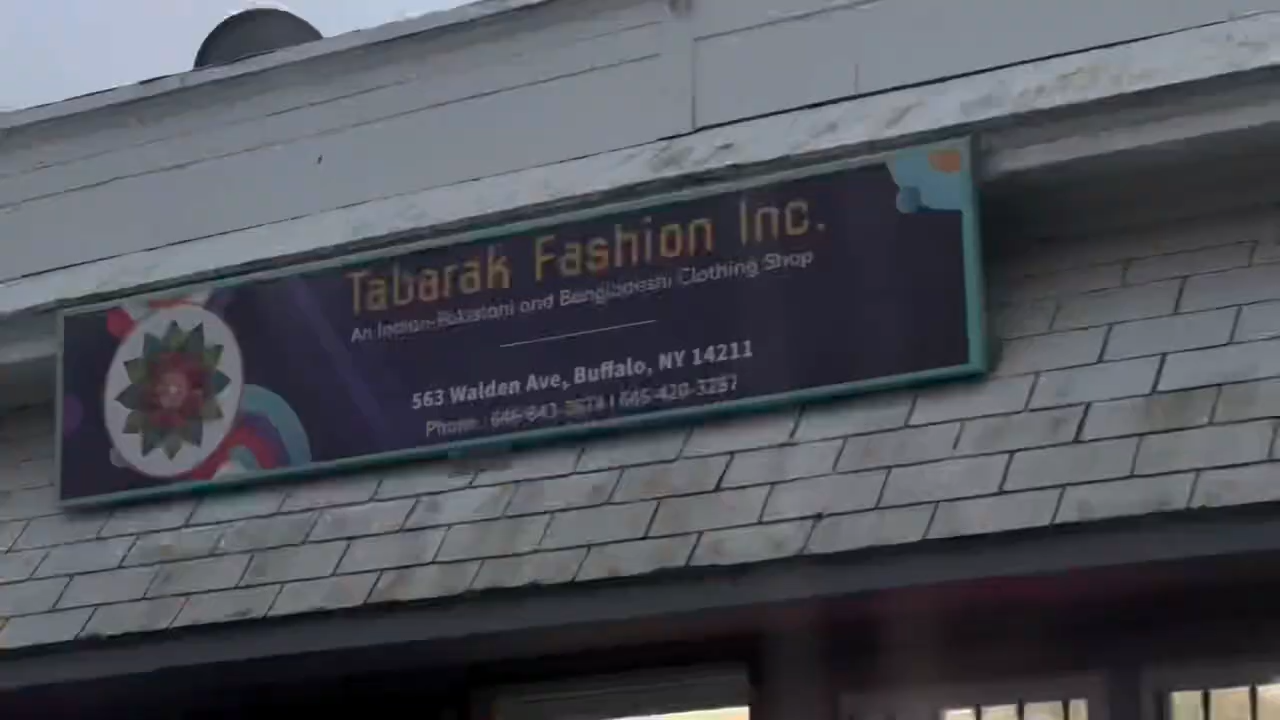 Tabarak Fashion Inc.
An Indian-Pakistani and Bangladeshi Clothing Shop
563 Walden Ave, Buffalo, NY 14211
Phone :